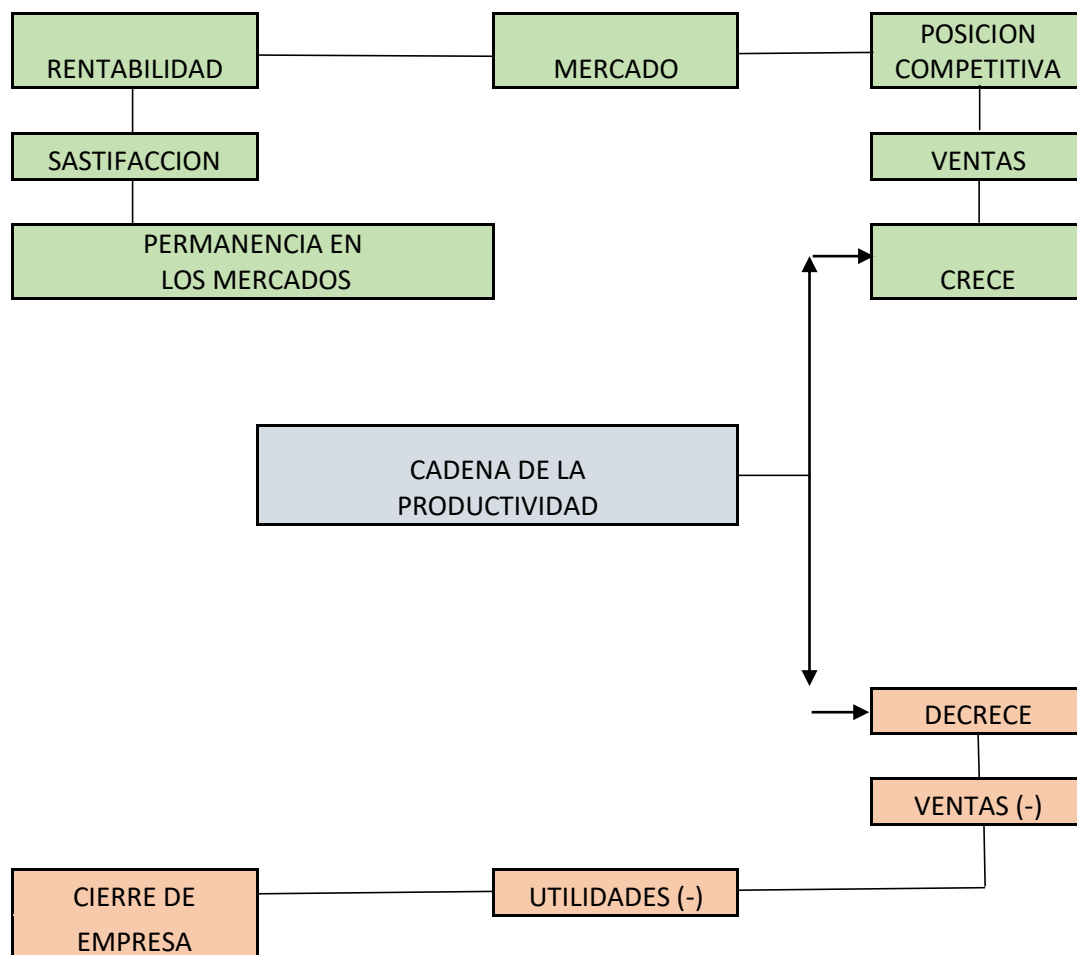 RENTABILIDAD
MERCADO
POSICION
COMPETITIVA
SASTIFACCION
VENTAS
PERMANENCIA EN
LOS MERCADOS
CRECE
CADENA DE LA
PRODUCTIVIDAD
DECRECE
VENTAS (-)
CIERRE DE
EMPRESA
UTILIDADES (-)